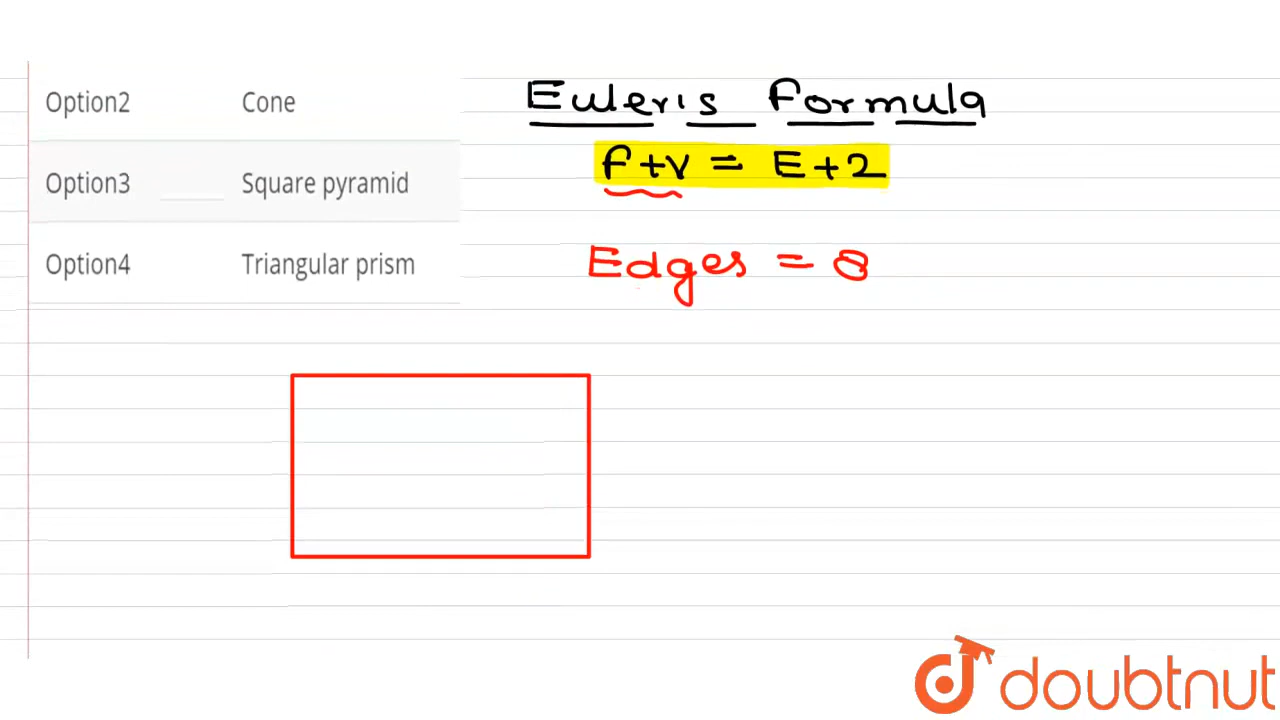 Option2 Cone
Option3 Square pyramid
Option4 Triangular prism
Euler's Formula
F+V = E+2
Edges = 8
doubtnut